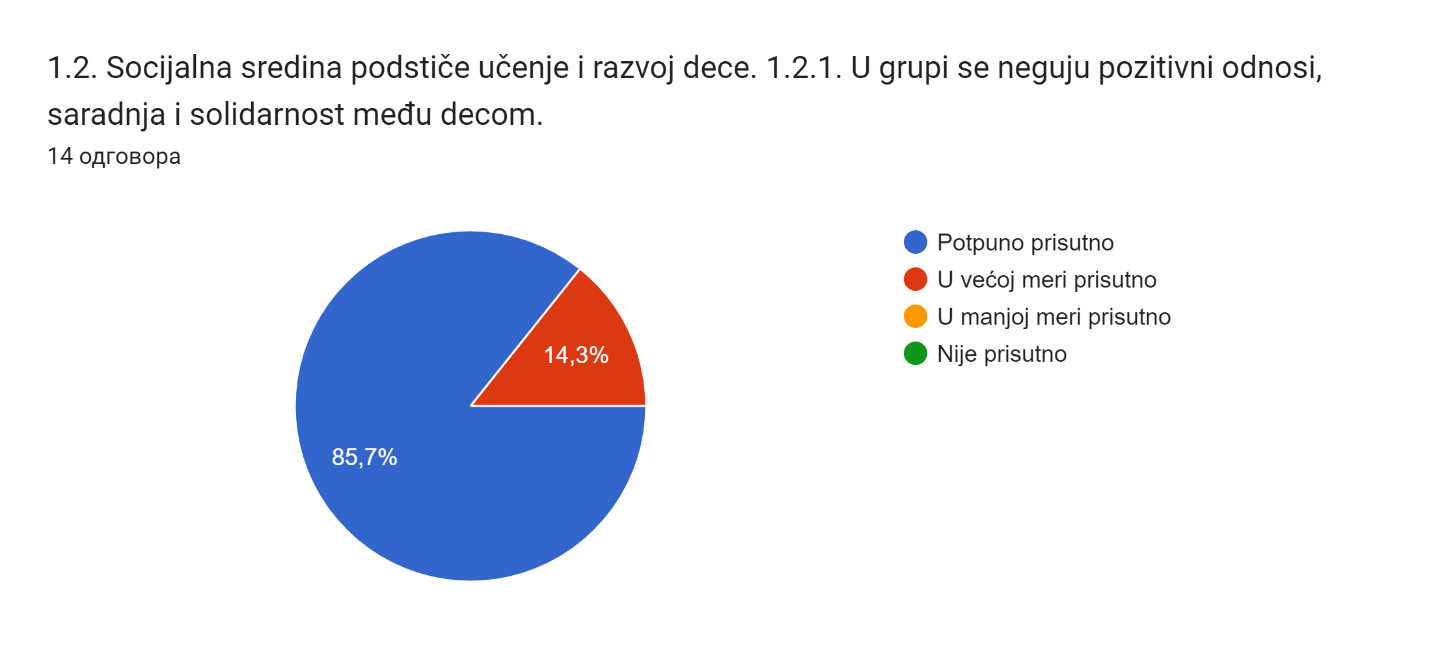 1.2. Socijalna sredina podstiče učenje i razvoj dece. 1.2.1. U grupi se neguju pozitivni odnosi,
saradnja i solidarnost među decom.
14 одговора
Potpuno prisutno
U većoj meri prisutno
U manjoj meri prisutno
Nije prisutno
14,3%
85,7%